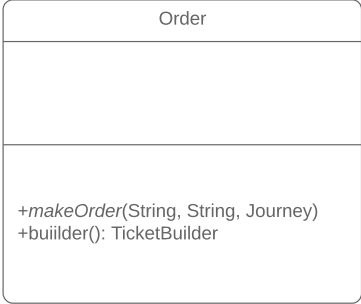 Order
+makeOrder(String, String, Journey)
+buiilder(): TicketBuilder